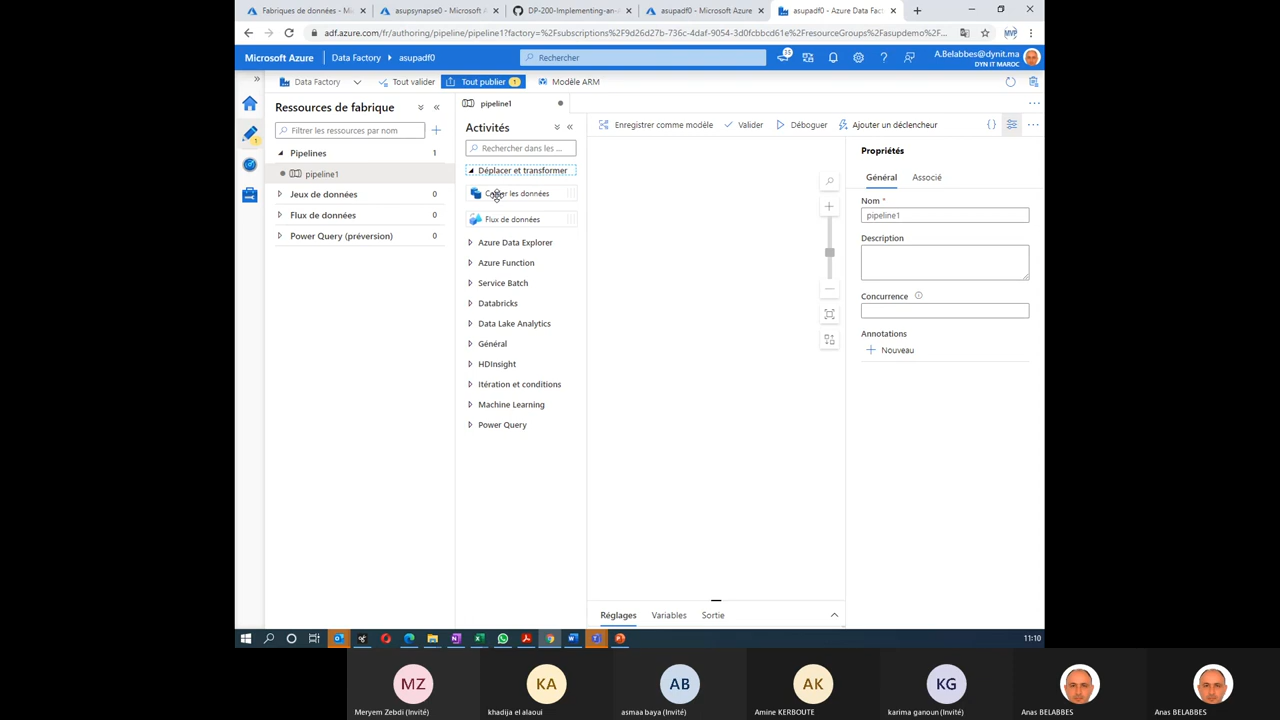 Fabriques de données - Mi
asupsynapse0 - Microsoft A
DP-200-Implementing-an-
asupadf0 - Microsoft Azure
asupadf0 - Azure Data Fac
adf.azure.com/fr/authoring/pipeline/pipeline1?factory=%2Fsubscriptions%2F9d26d27b-736c-4daf-9054-3d0fcbbcd61e%2FresourceGroups%2Fasupdemo%2F...
Microsoft Azure
Data Factory
asupadf0
Rechercher
35
A.Belabbes@dynit.ma
DYN IT MAROC
Data Factory
Tout valider
Tout publier 1
Modèle ARM
Ressources de fabrique
Filtrer les ressources par nom
Pipelines 1
pipeline1
Jeux de données 0
Flux de données 0
Power Query (préversion) 0
pipeline1
Activités
Rechercher dans les ...
Déplacer et transformer
Copier les données
Flux de données
Azure Data Explorer
Azure Function
Service Batch
Databricks
Data Lake Analytics
Général
HDInsight
Itération et conditions
Machine Learning
Power Query
Enregistrer comme modèle
Valider
Déboguer
Ajouter un déclencheur
Réglages
Variables
Sortie
Propriétés
Général
Associé
Nom *
pipeline1
Description
Concurrence
Annotations
Nouveau
11:10
MZ
Meryem Zebdi (Invité)
KA
khadija el alaoui
AB
asmaa baya (Invité)
AK
Amine KERBOUTE
KG
karima ganoun (Invité)
Anas BELABBES
Anas BELABBES